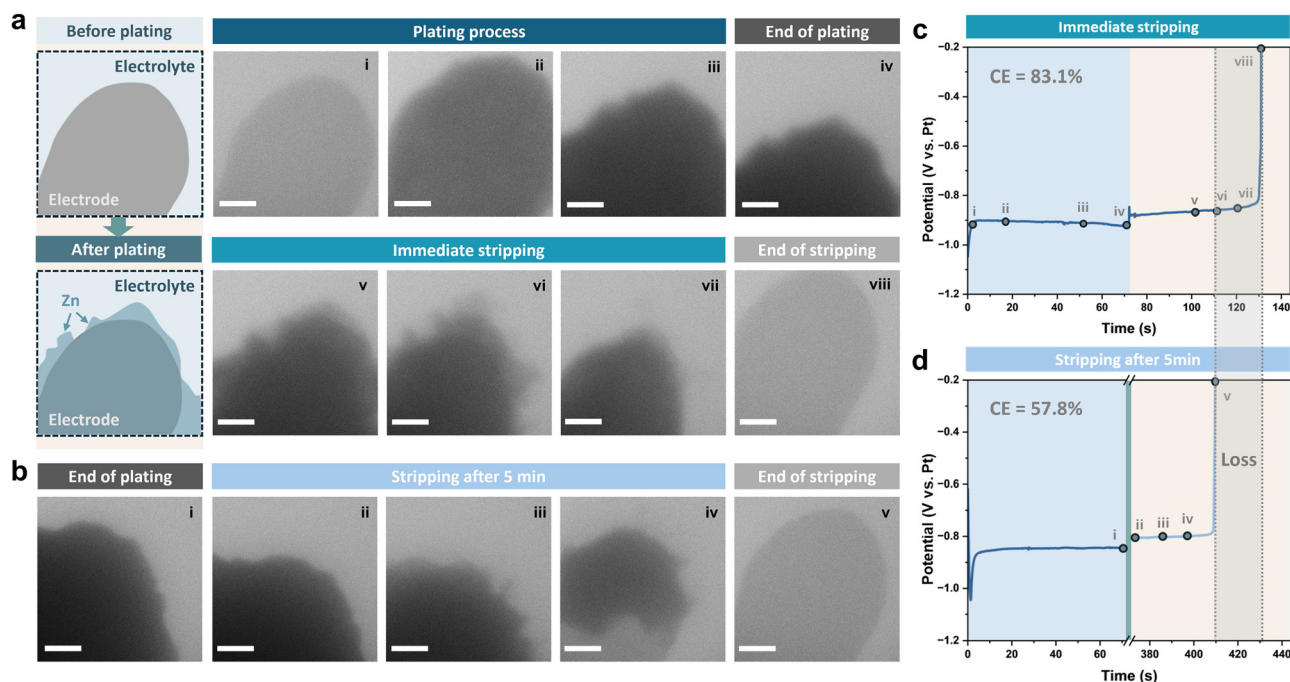 a
Before plating
Plating process
End of plating
Electrolyte
Electrode
i
ii
iii
iv
After plating
Immediate stripping
End of stripping
Electrolyte
Zn
Electrode
v
vi
vii
viii
b
End of plating
Stripping after 5 min
End of stripping
i
ii
iii
iv
v
c
Immediate stripping
CE = 83.1%
Potential (V vs. Pt)
−0.2
−0.4
−0.6
−0.8
−1.0
−1.2
i
ii
iii
iv
v
vi
vii
viii
0 20 40 60 80 100 120 140
Time (s)
d
Stripping after 5min
CE = 57.8%
Loss
Potential (V vs. Pt)
−0.2
−0.4
−0.6
−0.8
−1.0
−1.2
i
ii
iii
iv
v
0 20 40 60 380 400 420 440
Time (s)